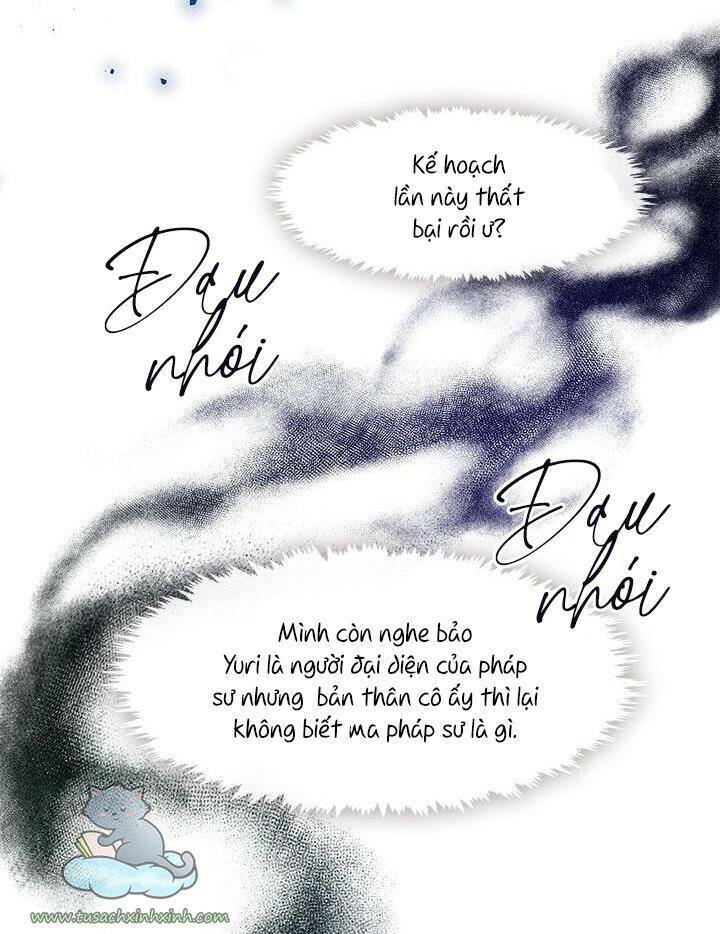 Kế hoạch
lần này thất
bại rồi ư?
Đau
nhói
Đau
nhói
Mình còn nghe bảo
Yuri là người đại diện của pháp
sư nhưng bản thân cô ấy thì lại
không biết ma pháp sư là gì.
www.tusachxinhxinh.com